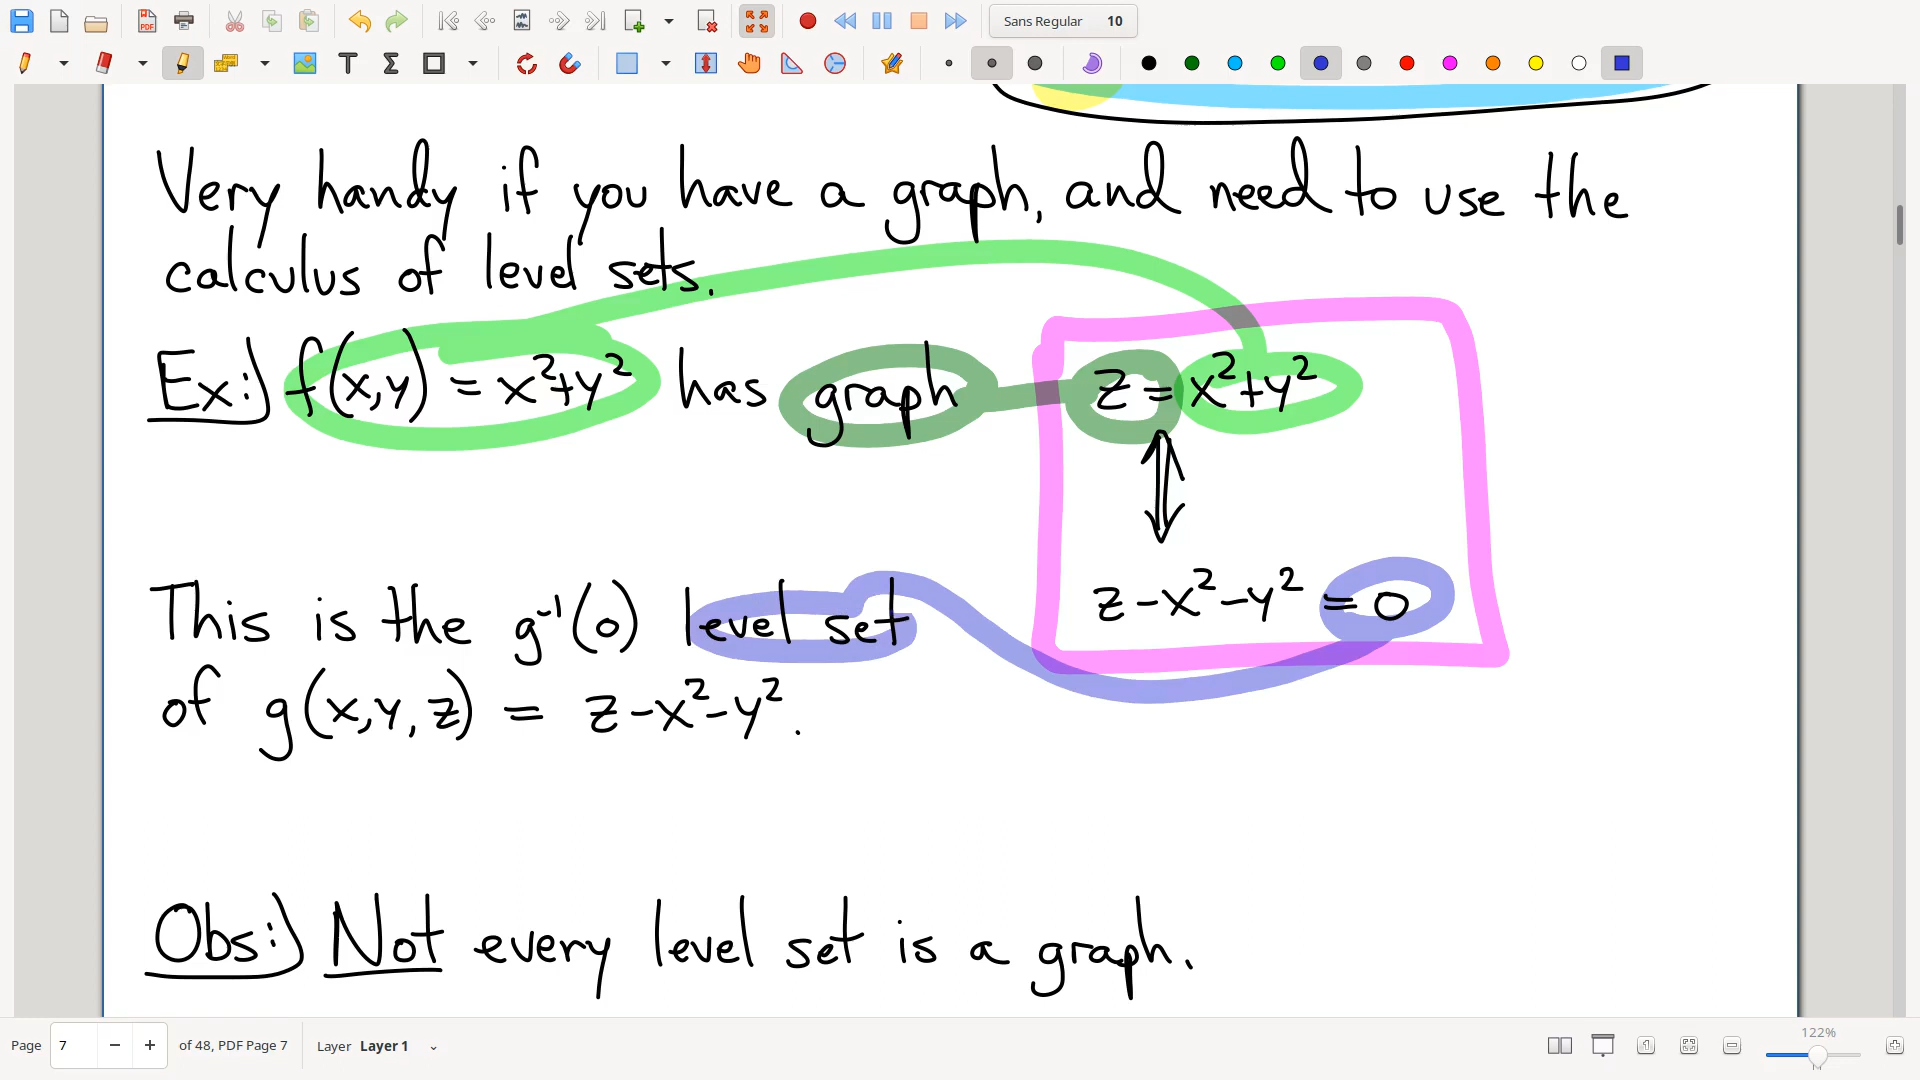 Sans Regular 10
Very handy if you have a graph, and need to use the
calculus of level sets.
Ex:) f(x,y) = x²+y² has graph z = x²+y²
z-x²-y² = 0
This is the g⁻¹(0) level set
of g(x,y,z) = z-x²-y².
Obs:) Not every level set is a graph.
Page 7 − + of 48, PDF Page 7 Layer Layer 1 122%